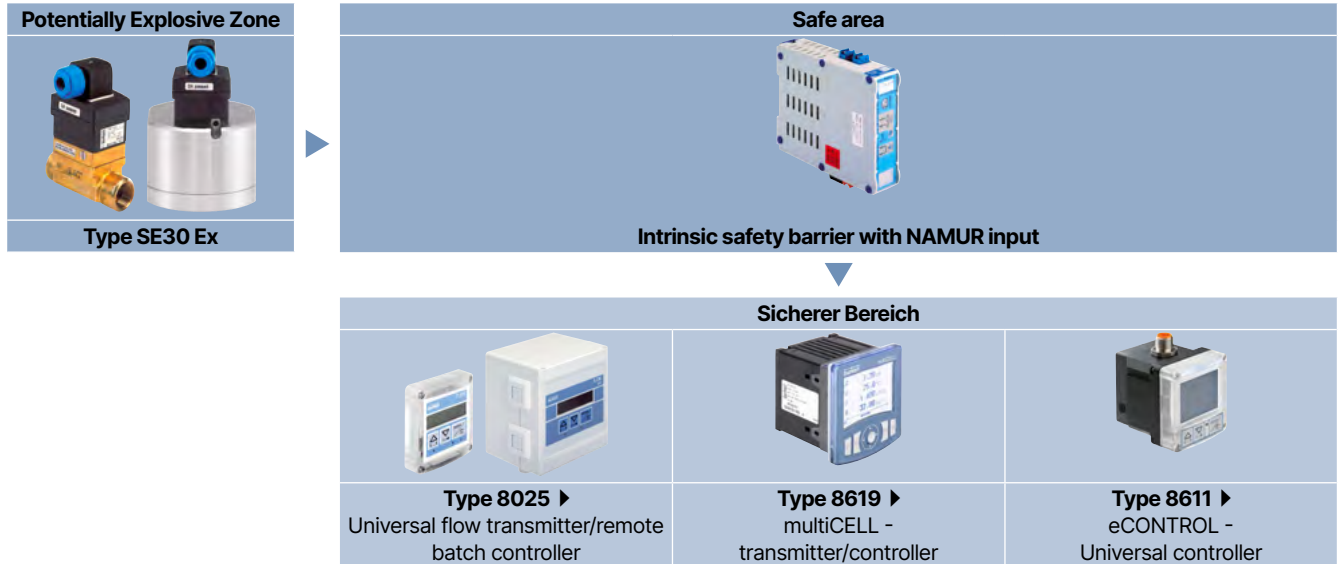 Potentially Explosive Zone
Safe area
Type SE30 Ex
Intrinsic safety barrier with NAMUR input
Sicherer Bereich
Type 8025
Universal flow transmitter/remote
batch controller
Type 8619
multiCELL -
transmitter/controller
Type 8611
eCONTROL -
Universal controller